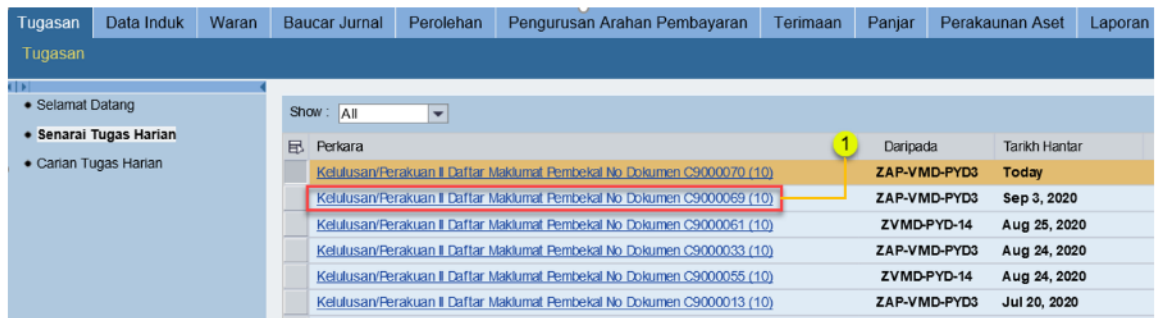 Tugasan Data Induk Waran Baucar Jurnal Perolehan Pengurusan Arahan Pembayaran Terimaan Panjar Perakaunan Aset Laporan
Tugasan
Selamat Datang
Senarai Tugas Harian
Carian Tugas Harian
Show : All
Perkara Daripada Tarikh Hantar
1
Kelulusan/Perakuan II Daftar Maklumat Pembekal No Dokumen C9000070 (10) ZAP-VMD-PYD3 Today
Kelulusan/Perakuan II Daftar Maklumat Pembekal No Dokumen C9000069 (10) ZAP-VMD-PYD3 Sep 3, 2020
Kelulusan/Perakuan II Daftar Maklumat Pembekal No Dokumen C9000061 (10) ZVMD-PYD-14 Aug 25, 2020
Kelulusan/Perakuan II Daftar Maklumat Pembekal No Dokumen C9000033 (10) ZAP-VMD-PYD3 Aug 24, 2020
Kelulusan/Perakuan II Daftar Maklumat Pembekal No Dokumen C9000055 (10) ZVMD-PYD-14 Aug 24, 2020
Kelulusan/Perakuan II Daftar Maklumat Pembekal No Dokumen C9000013 (10) ZAP-VMD-PYD3 Jul 20, 2020